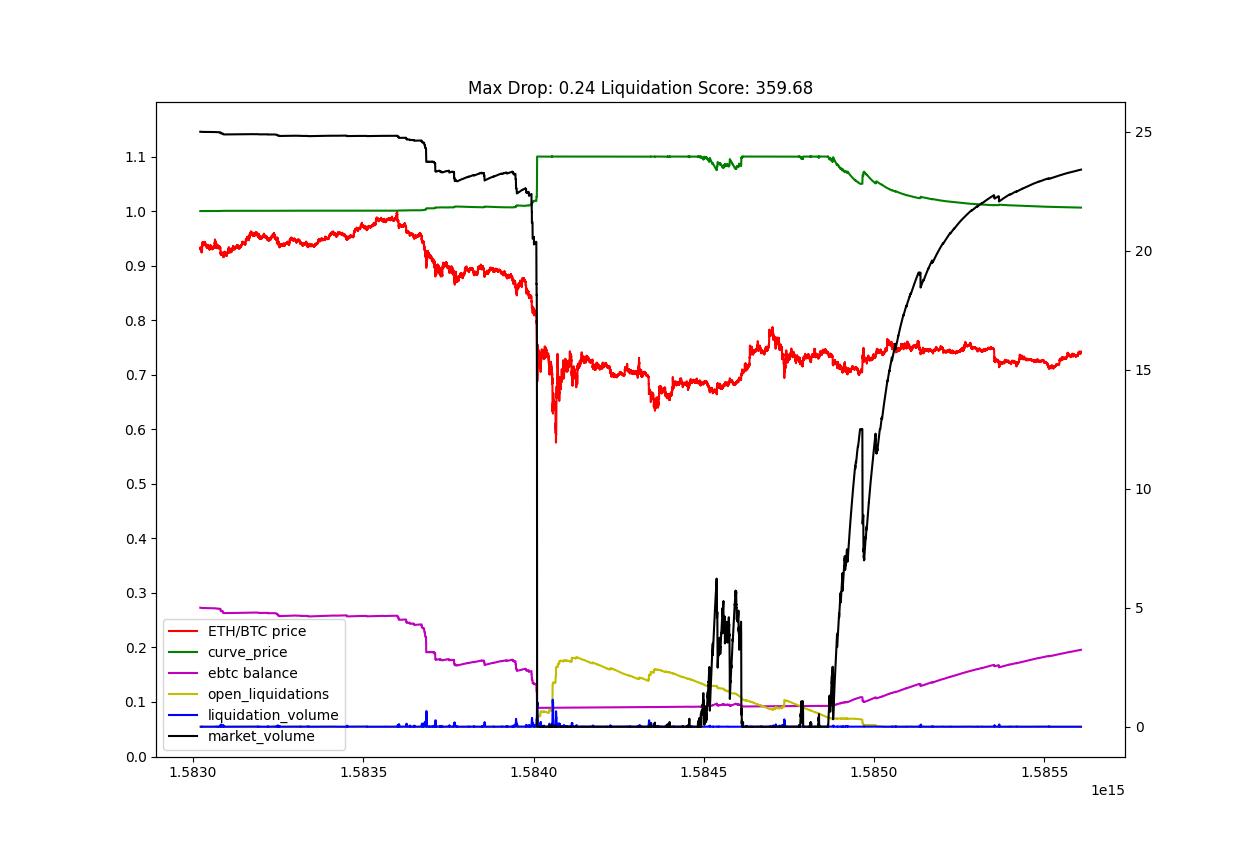 Max Drop: 0.24 Liquidation Score: 359.68
1.1
1.0
0.9
0.8
0.7
0.6
0.5
0.4
0.3
0.2
0.1
0.0
25
20
15
10
5
0
ETH/BTC price
curve_price
ebtc balance
open_liquidations
liquidation_volume
market_volume
1.5830 1.5835 1.5840 1.5845 1.5850 1.5855
1e15